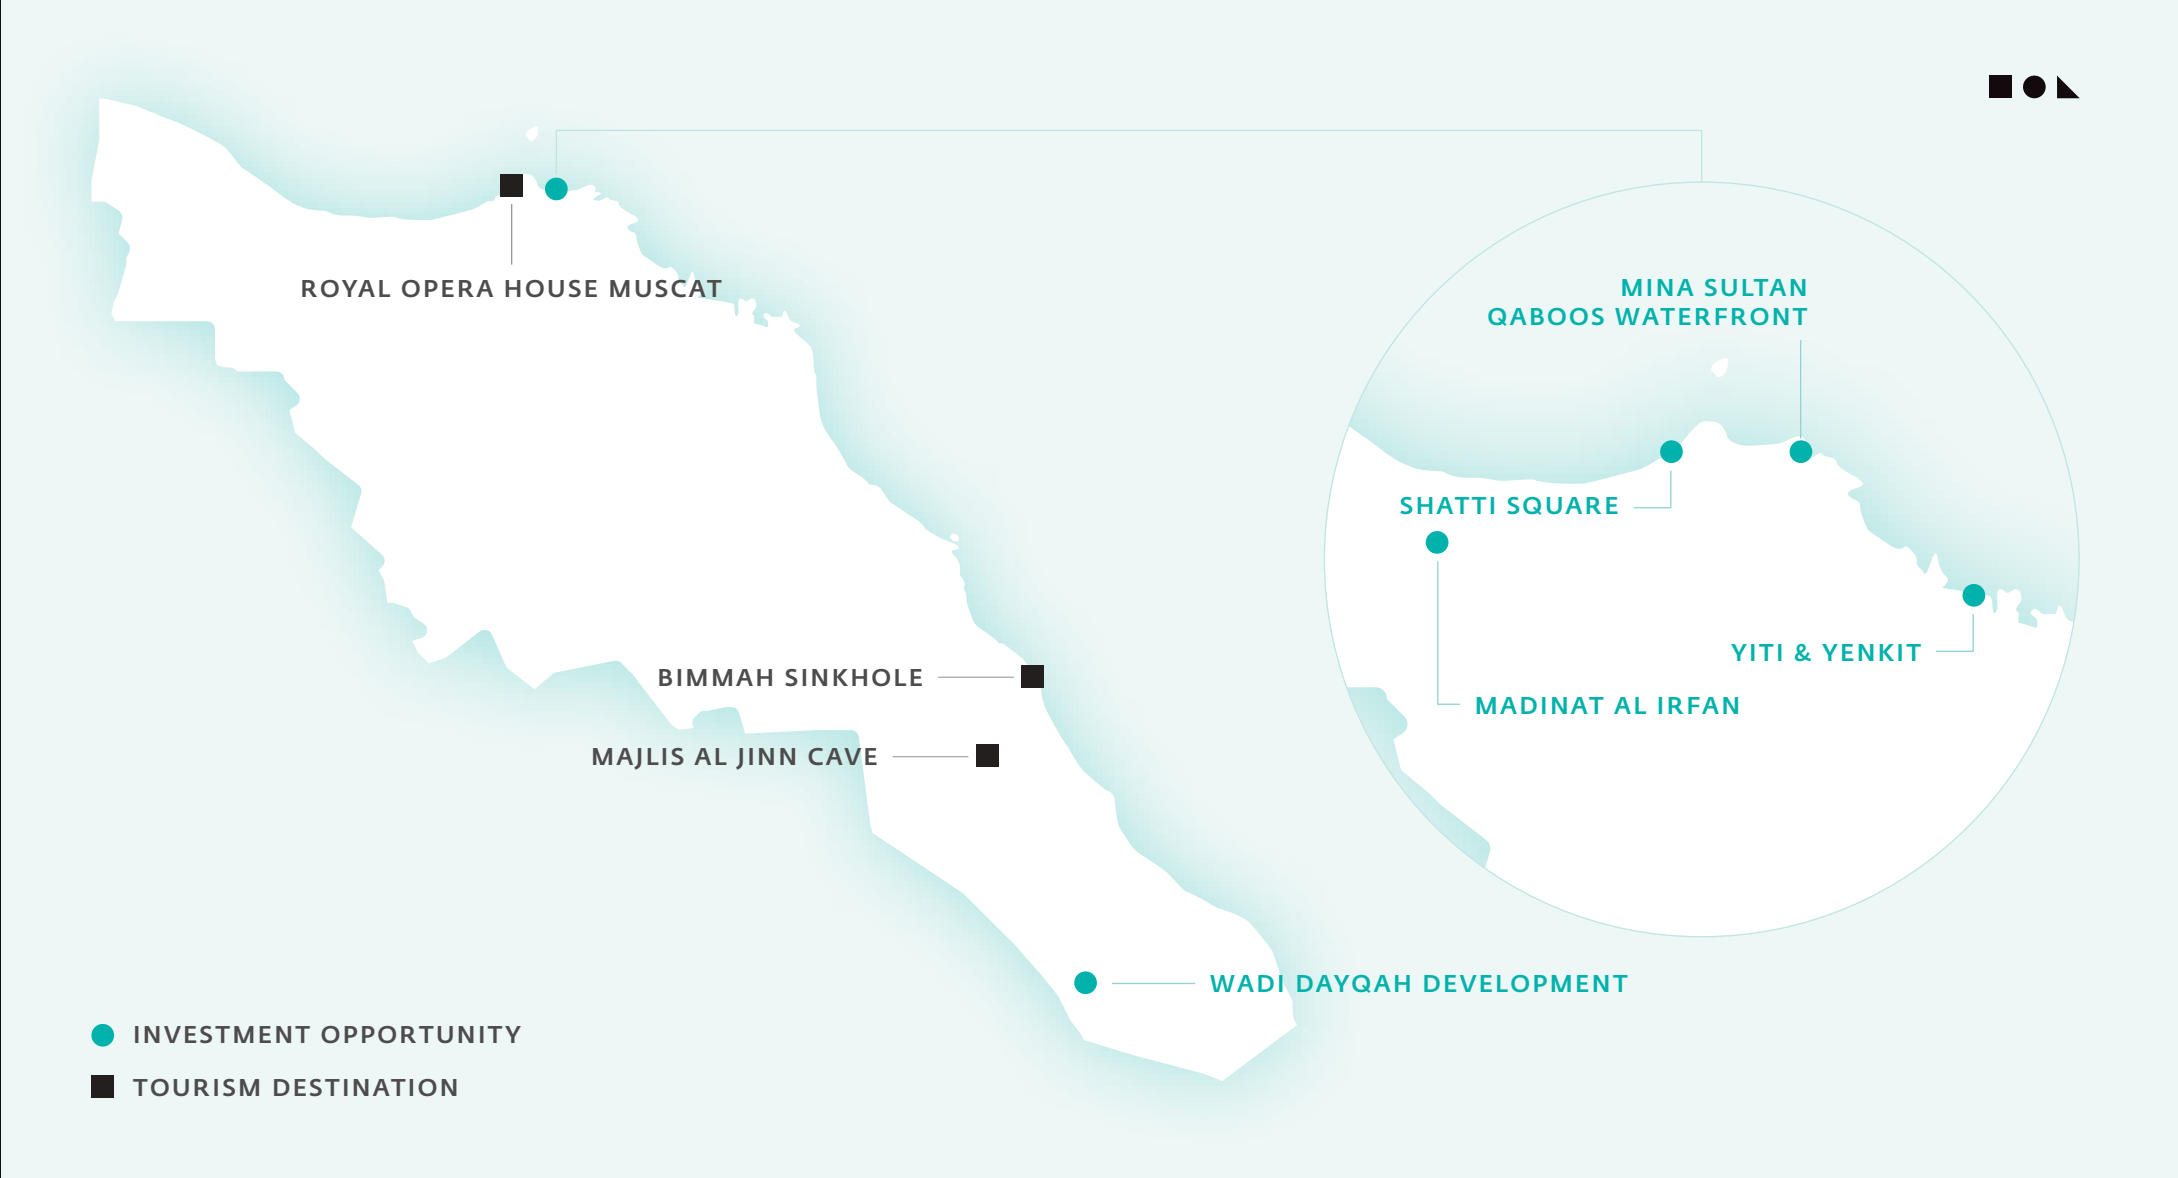 ROYAL OPERA HOUSE MUSCAT
MINA SULTAN
QABOOS WATERFRONT
SHATTI SQUARE
YITI & YENKIT
MADINAT AL IRFAN
BIMMAH SINKHOLE
MAJLIS AL JINN CAVE
WADI DAYQAH DEVELOPMENT
INVESTMENT OPPORTUNITY
TOURISM DESTINATION